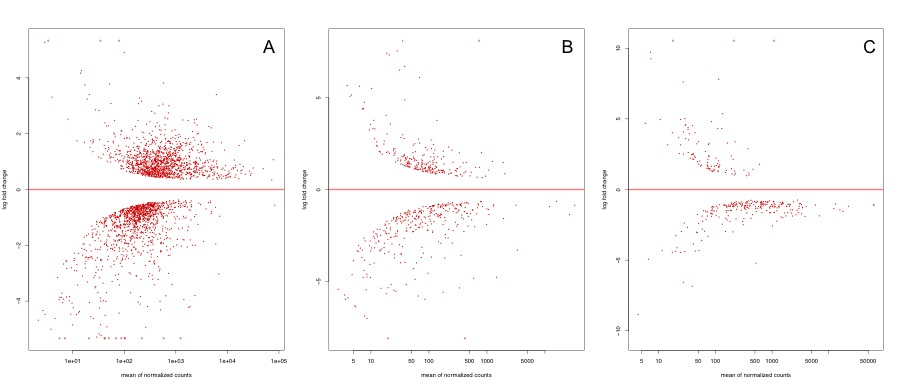 A
log fold change
4
2
0
−2
−4
1e+01 1e+02 1e+03 1e+04 1e+05
mean of normalized counts
B
log fold change
5
0
−5
5 10 50 100 500 1000 5000
mean of normalized counts
C
log fold change
10
5
0
−5
−10
5 10 50 100 500 1000 5000 50000
mean of normalized counts